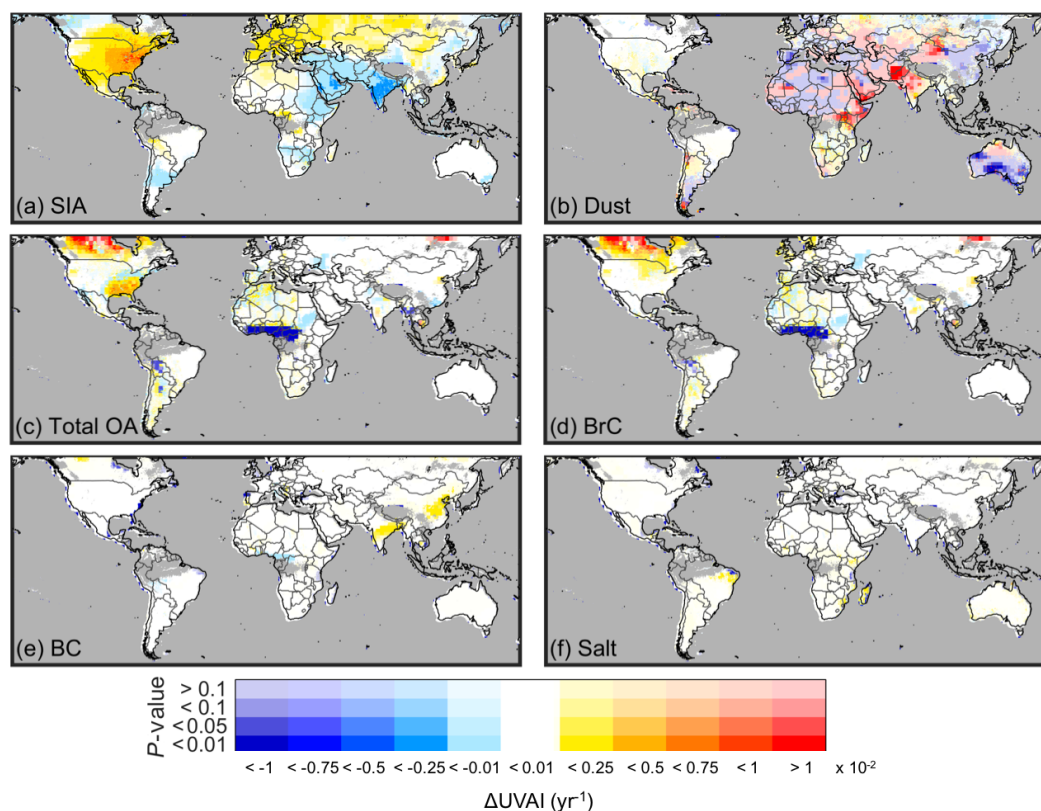 (a) SIA
(b) Dust
(c) Total OA
(d) BrC
(e) BC
(f) Salt
P-value
> 0.1
< 0.1
< 0.05
< 0.01
< -1 < -0.75 < -0.5 < -0.25 < -0.01 < 0.01 < 0.25 < 0.5 < 0.75 < 1 > 1 x 10⁻²
ΔUVAI (yr⁻¹)